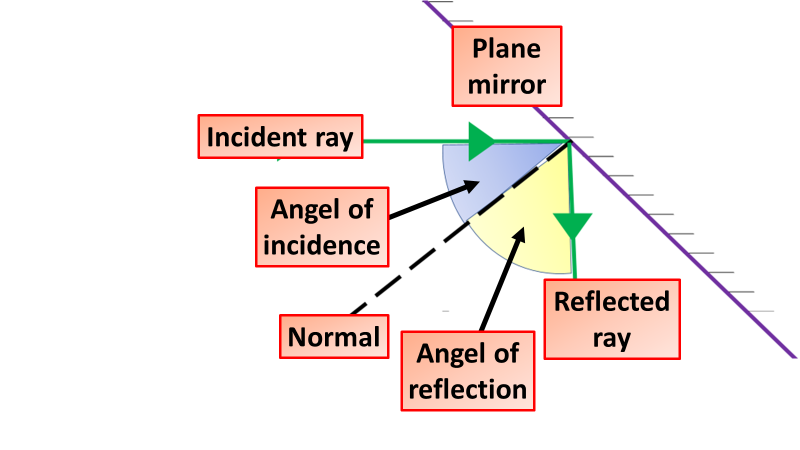 Plane
mirror
Incident ray
Angel of
incidence
Normal
Angel of
reflection
Reflected
ray